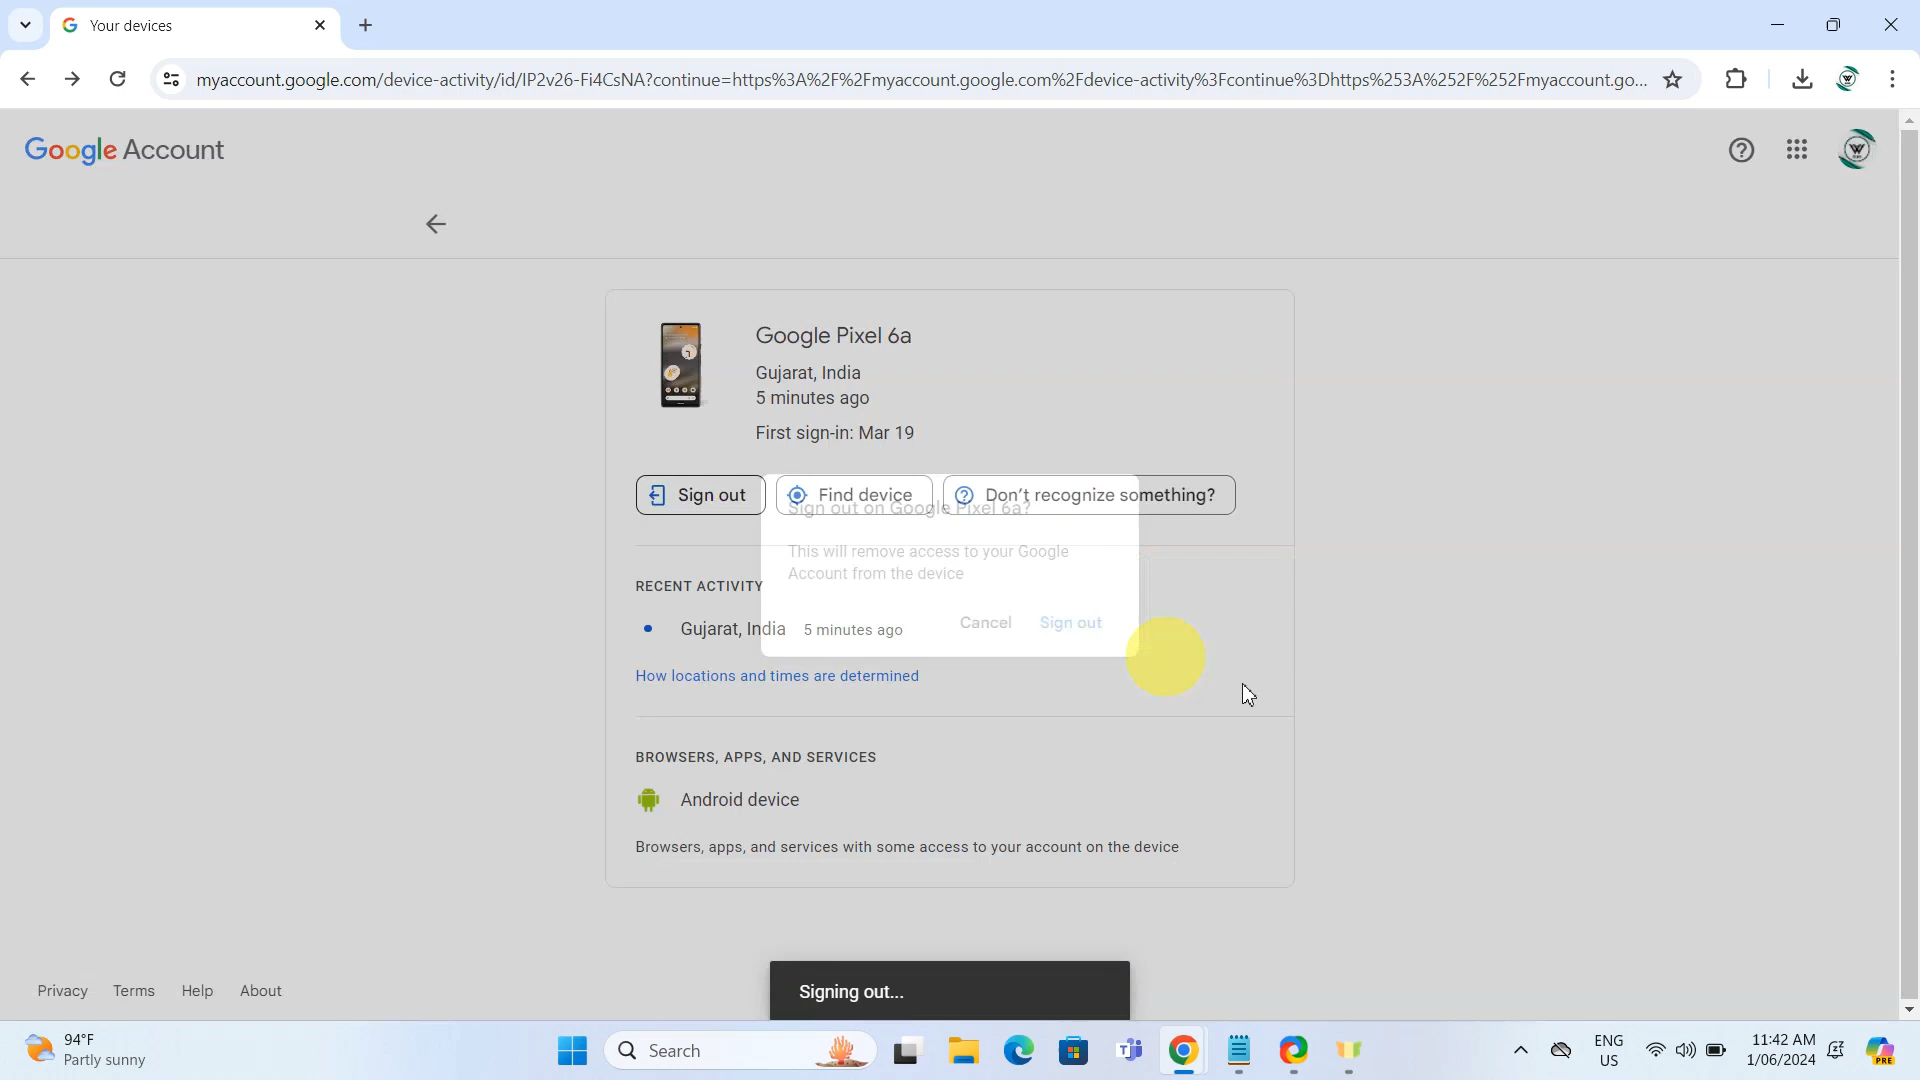 Your devices
myaccount.google.com/device-activity/id/IP2v26-Fi4CsNA?continue=https%3A%2F%2Fmyaccount.google.com%2Fdevice-activity%3Fcontinue%3Dhttps%253A%252F%252Fmyaccount.go...
Google Account
Google Pixel 6a
Gujarat, India
5 minutes ago
First sign-in: Mar 19
Sign out
Find device
Don't recognize something?
Sign out on Google Pixel 6a?
This will remove access to your Google
Account from the device
Cancel
Sign out
RECENT ACTIVITY
Gujarat, India
5 minutes ago
How locations and times are determined
BROWSERS, APPS, AND SERVICES
Android device
Browsers, apps, and services with some access to your account on the device
Signing out...
Privacy
Terms
Help
About
94°F
Partly sunny
Search
ENG
US
11:42 AM
1/06/2024
PRE